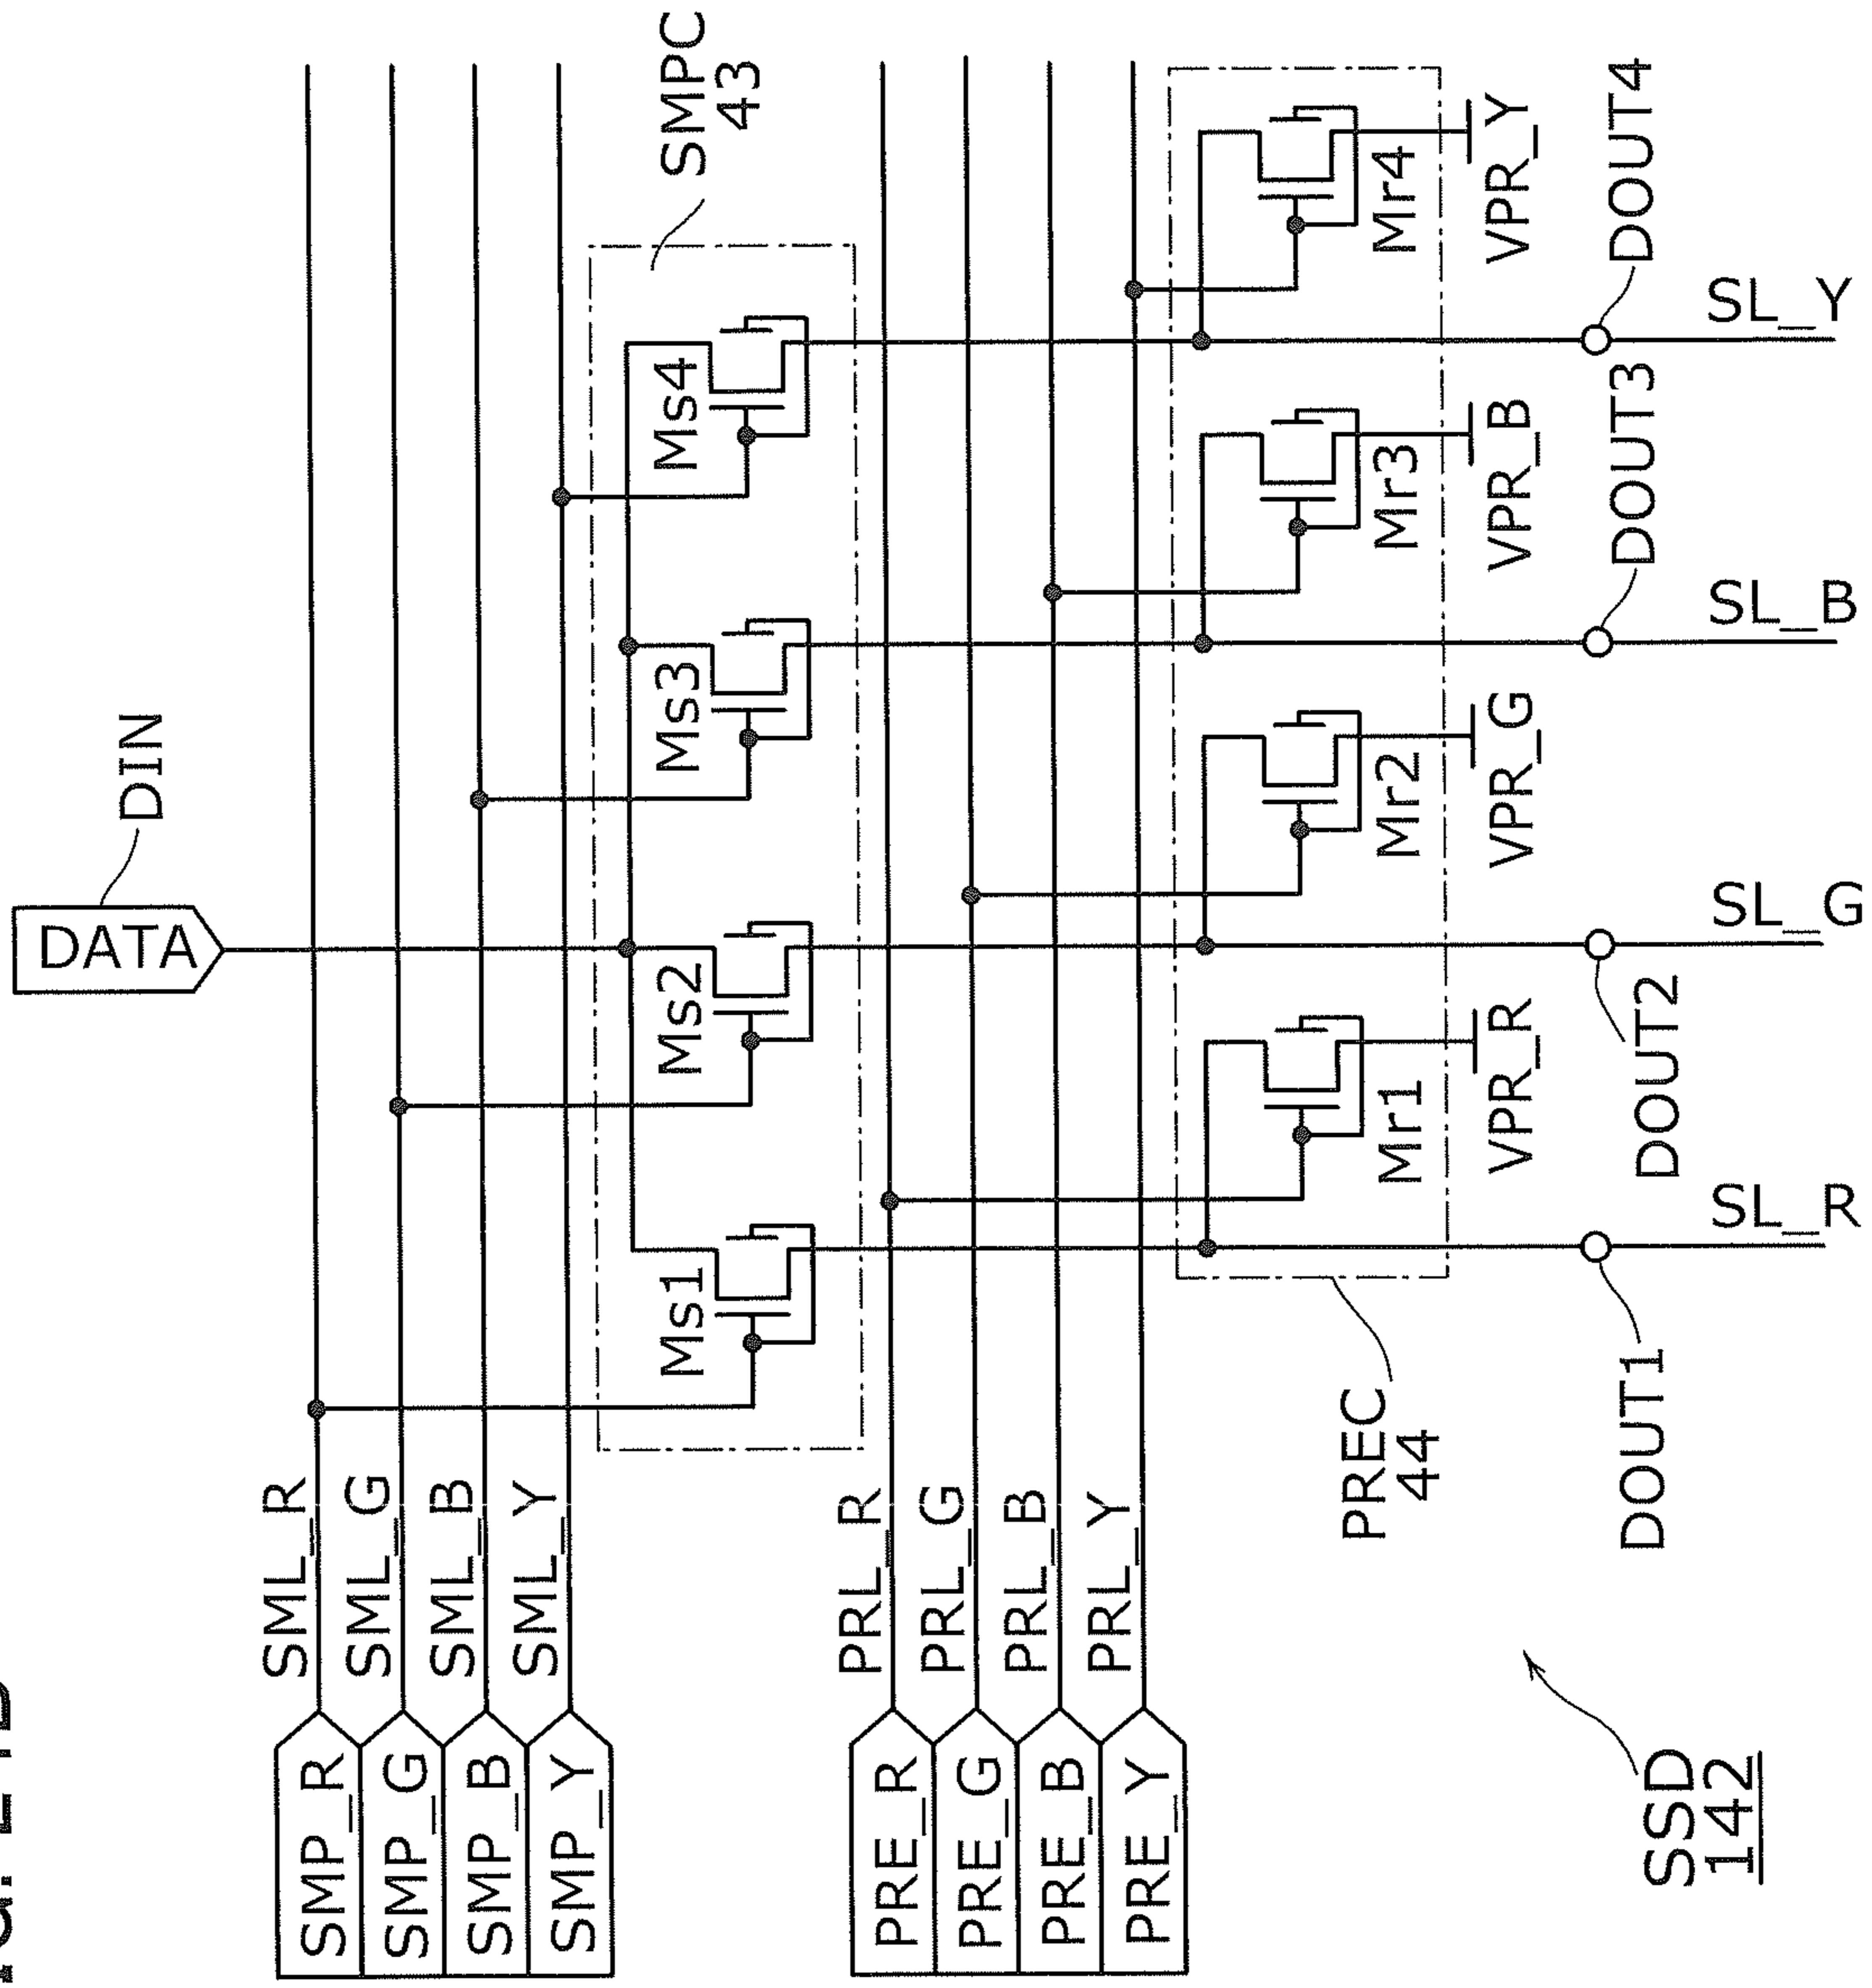 DATA
DIN
SMP_R
SMP_G
SMP_B
SMP_Y
SML_R
SML_G
SML_B
SML_Y
SMPC
43
Ms1
Ms2
Ms3
Ms4
PRE_R
PRE_G
PRE_B
PRE_Y
PRL_R
PRL_G
PRL_B
PRL_Y
Mr1
Mr2
Mr3
Mr4
VPR_R
VPR_G
VPR_B
VPR_Y
PREC
44
DOUT1
DOUT2
DOUT3
DOUT4
SL_R
SL_G
SL_B
SL_Y
SSD
142